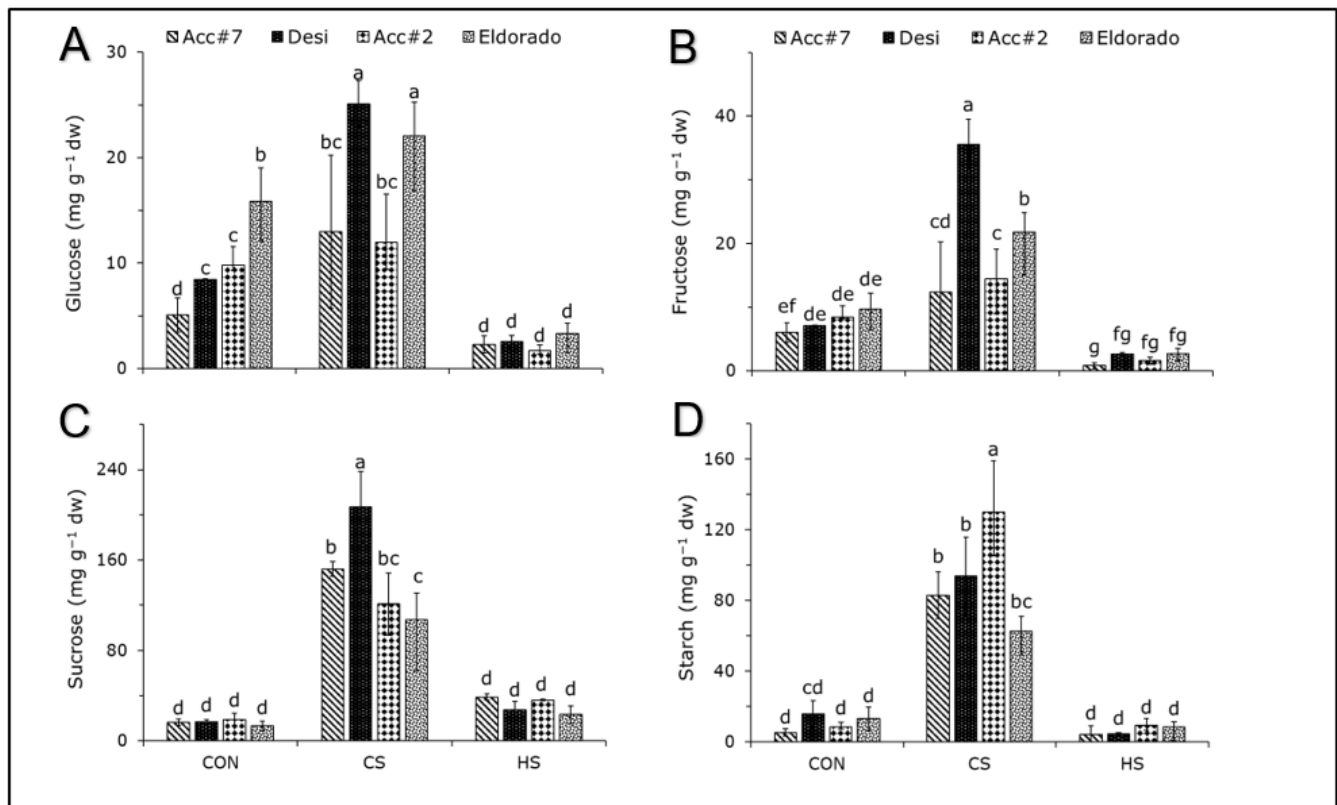 A
Acc#7 Desi Acc#2 Eldorado
30
20
10
0
Glucose (mg g⁻¹ dw)
d c c b
bc a bc a
d d d d
B
Acc#7 Desi Acc#2 Eldorado
40
20
0
Fructose (mg g⁻¹ dw)
ef de de de
cd a c b
g fg fg fg
C
240
160
80
0
Sucrose (mg g⁻¹ dw)
d d d d
b a bc c
d d d d
CON CS HS
D
160
120
80
40
0
Starch (mg g⁻¹ dw)
d cd d d
b b a bc
d d d d
CON CS HS